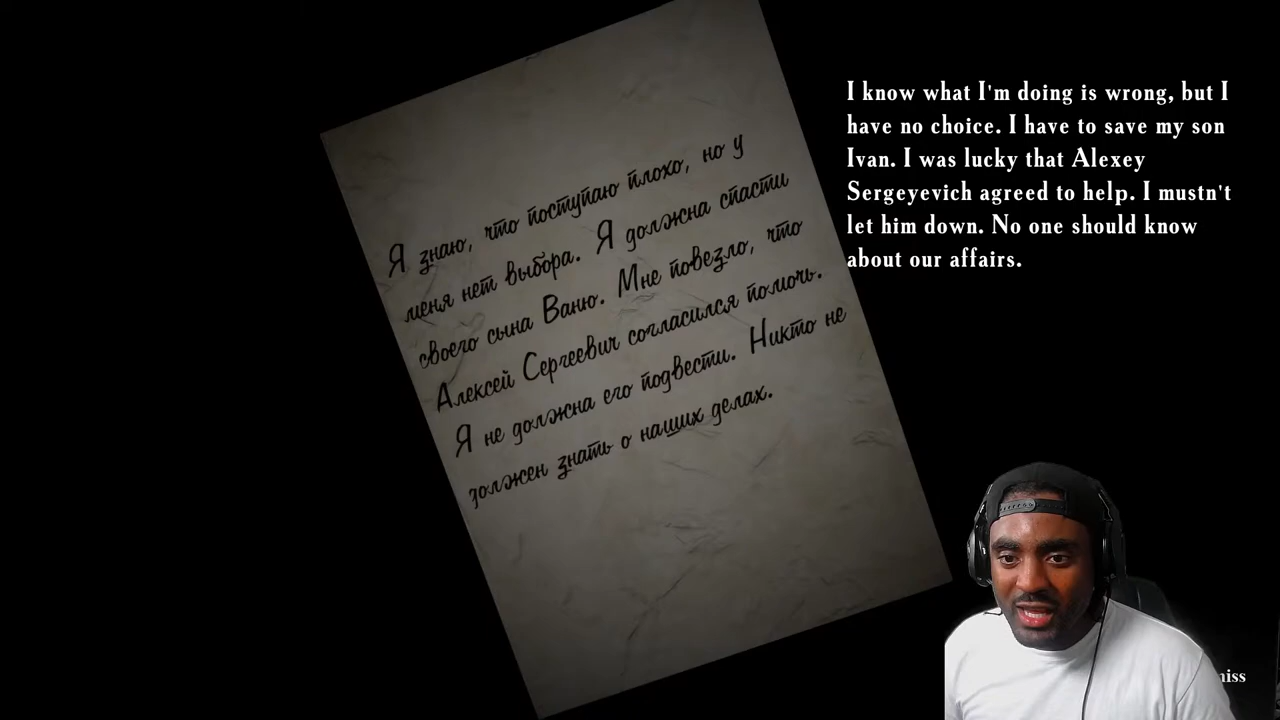 Я знаю, что поступаю плохо, но у
меня нет выбора. Я должна спасти
своего сына Ваню. Мне повезло, что
Алексей Сергеевич согласился помочь.
Я не должна его подвести. Никто не
должен знать о наших делах.
I know what I'm doing is wrong, but I
have no choice. I have to save my son
Ivan. I was lucky that Alexey
Sergeyevich agreed to help. I mustn't
let him down. No one should know
about our affairs.